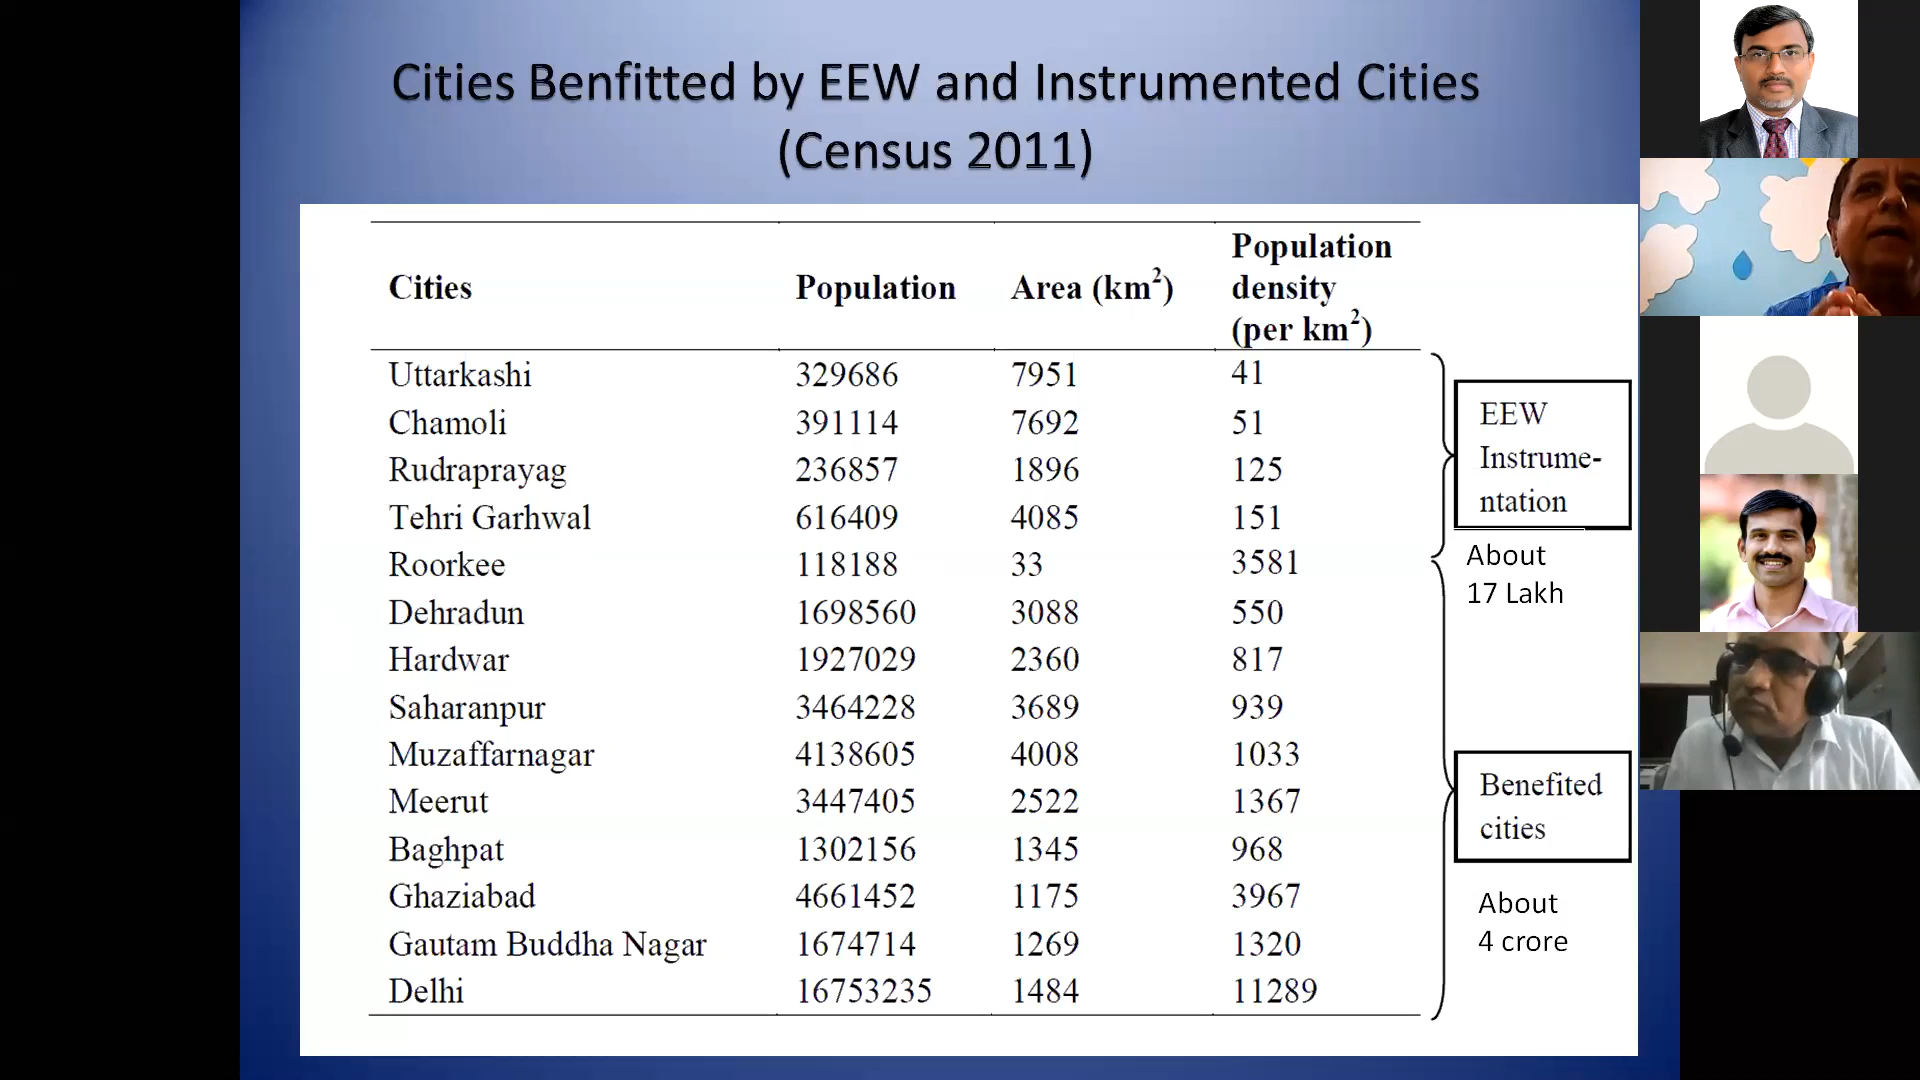 Cities Benfitted by EEW and Instrumented Cities
(Census 2011)
Cities Population Area (km²) Population density (per km²)
Uttarkashi 329686 7951 41
Chamoli 391114 7692 51
Rudraprayag 236857 1896 125
Tehri Garhwal 616409 4085 151
Roorkee 118188 33 3581
Dehradun 1698560 3088 550
Hardwar 1927029 2360 817
Saharanpur 3464228 3689 939
Muzaffarnagar 4138605 4008 1033
Meerut 3447405 2522 1367
Baghpat 1302156 1345 968
Ghaziabad 4661452 1175 3967
Gautam Buddha Nagar 1674714 1269 1320
Delhi 16753235 1484 11289
EEW
Instrume-
ntation
About
17 Lakh
Benefited
cities
About
4 crore